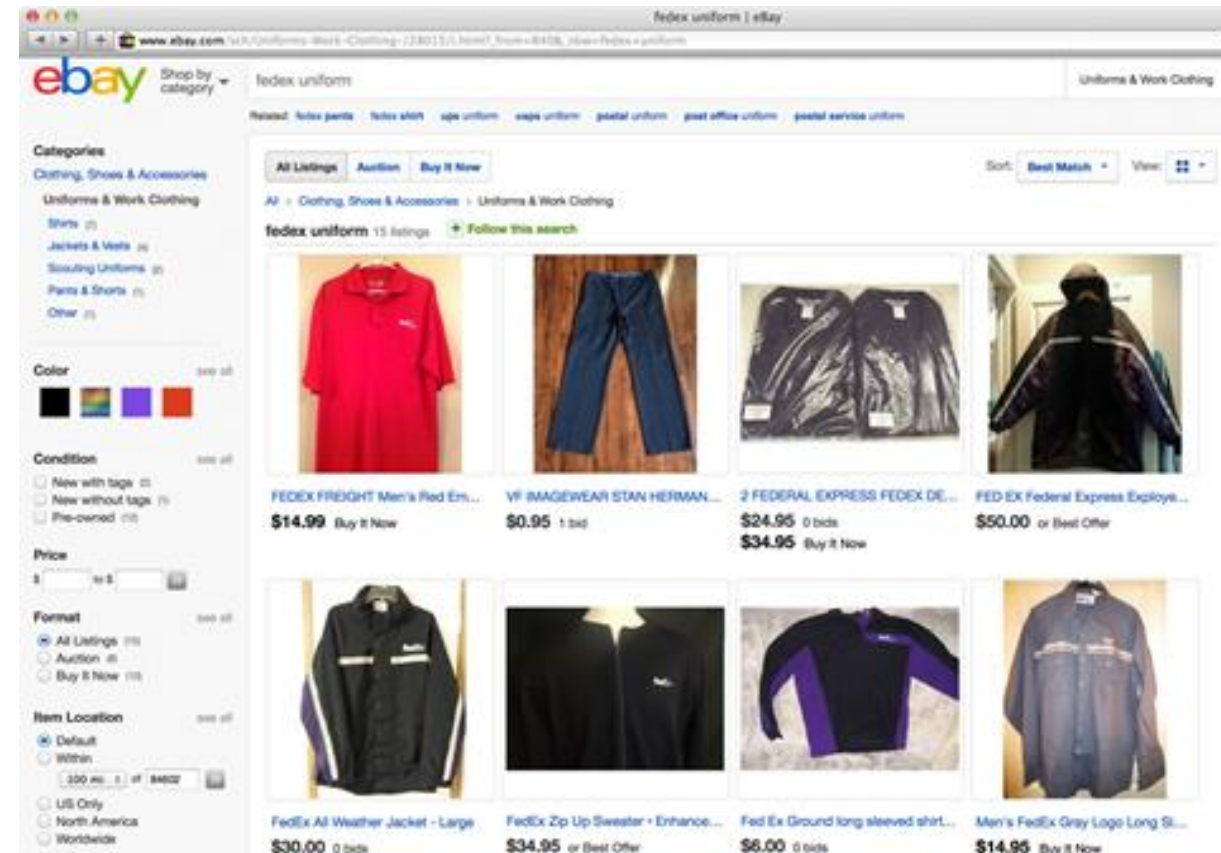 fedex uniform | eBay
www.ebay.com
ebay
Shop by category
fedex uniform
Uniforms & Work Clothing
Related: fedex pants fedex shirt ups uniform usps uniform postal uniform post office uniform postal service uniform
Categories
Clothing, Shoes & Accessories
Uniforms & Work Clothing
Shirts
Jackets & Vests
Scouting Uniforms
Pants & Shorts
Other
Color see all
Condition see all
New with tags
New without tags
Pre-owned
Price
$ to $
Format see all
All Listings
Auction
Buy It Now
Item Location see all
Default
Within
100 mi. of 84602
US Only
North America
Worldwide
All Listings Auction Buy It Now
Sort: Best Match View:
All > Clothing, Shoes & Accessories > Uniforms & Work Clothing
fedex uniform 15 listings + Follow this search
FEDEX FREIGHT Men's Red Em...
$14.99 Buy It Now
VF IMAGEWEAR STAN HERMAN...
$0.95 1 bid
2 FEDERAL EXPRESS FEDEX DE...
$24.95 0 bids
$34.95 Buy It Now
FED EX Federal Express Exploye...
$50.00 or Best Offer
FedEx All Weather Jacket - Large
$30.00 0 bids
FedEx Zip Up Sweater - Enhance...
$34.95 or Best Offer
Fed Ex Ground long sleeved shirt...
$6.00 0 bids
Men's FedEx Gray Logo Long Sl...
$14.95 Buy It Now